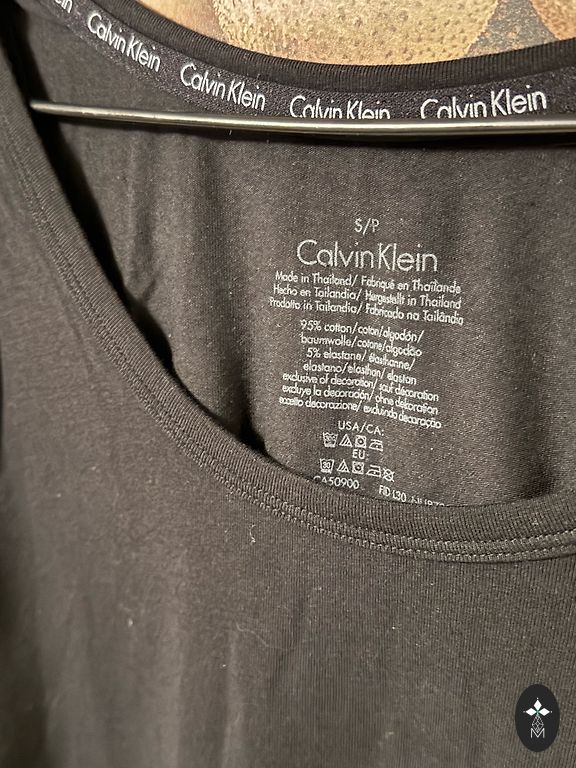 Calvin Klein Calvin Klein Calvin Klein Calvin Klein
S/P
Calvin Klein
Made in Thailand/ Fabriqué en Thaïlande
Hecho en Tailandia/ Hergestellt in Thailand
Prodotto in Tailandia/ Fabricado na Tailândia
95% cotton/coton/algodón/
baumwolle/cotone/algodão
5% elastane/élasthanne/
elastano/elasthan/elastan
exclusive of decoration/ sauf décoration
excluye la decoración/ ohne dekoration
eccetto decorazione/ excluindo decoração
USA/CA:
EU:
30
CA50900
M